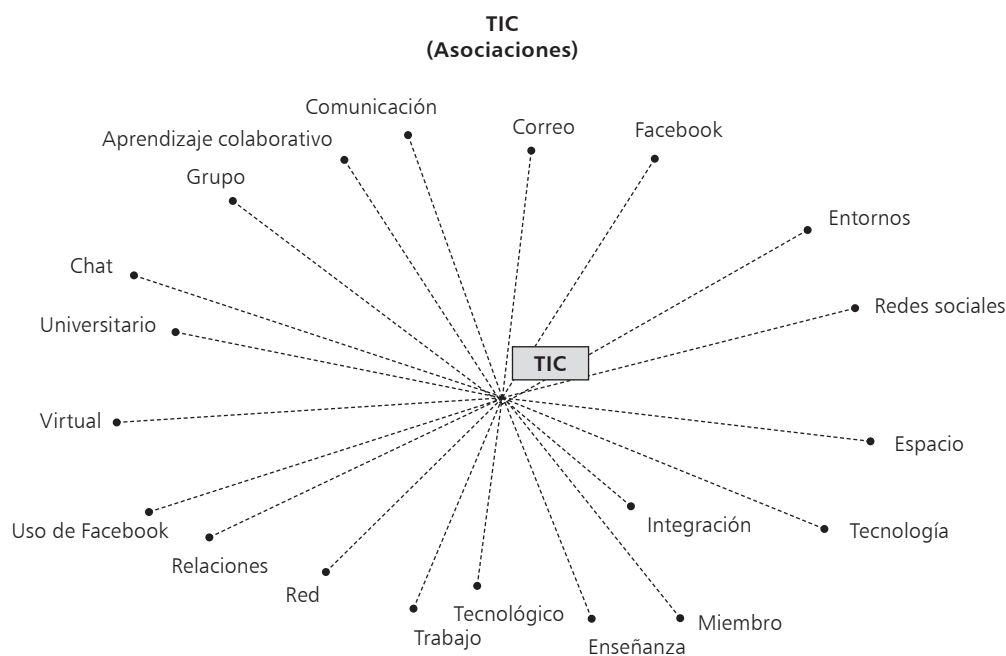 TIC
(Asociaciones)
Comunicación
Correo
Facebook
Aprendizaje colaborativo
Grupo
Entornos
Chat
Redes sociales
Universitario
TIC
Virtual
Espacio
Uso de Facebook
Integración
Tecnología
Relaciones
Red
Tecnológico
Miembro
Trabajo
Enseñanza